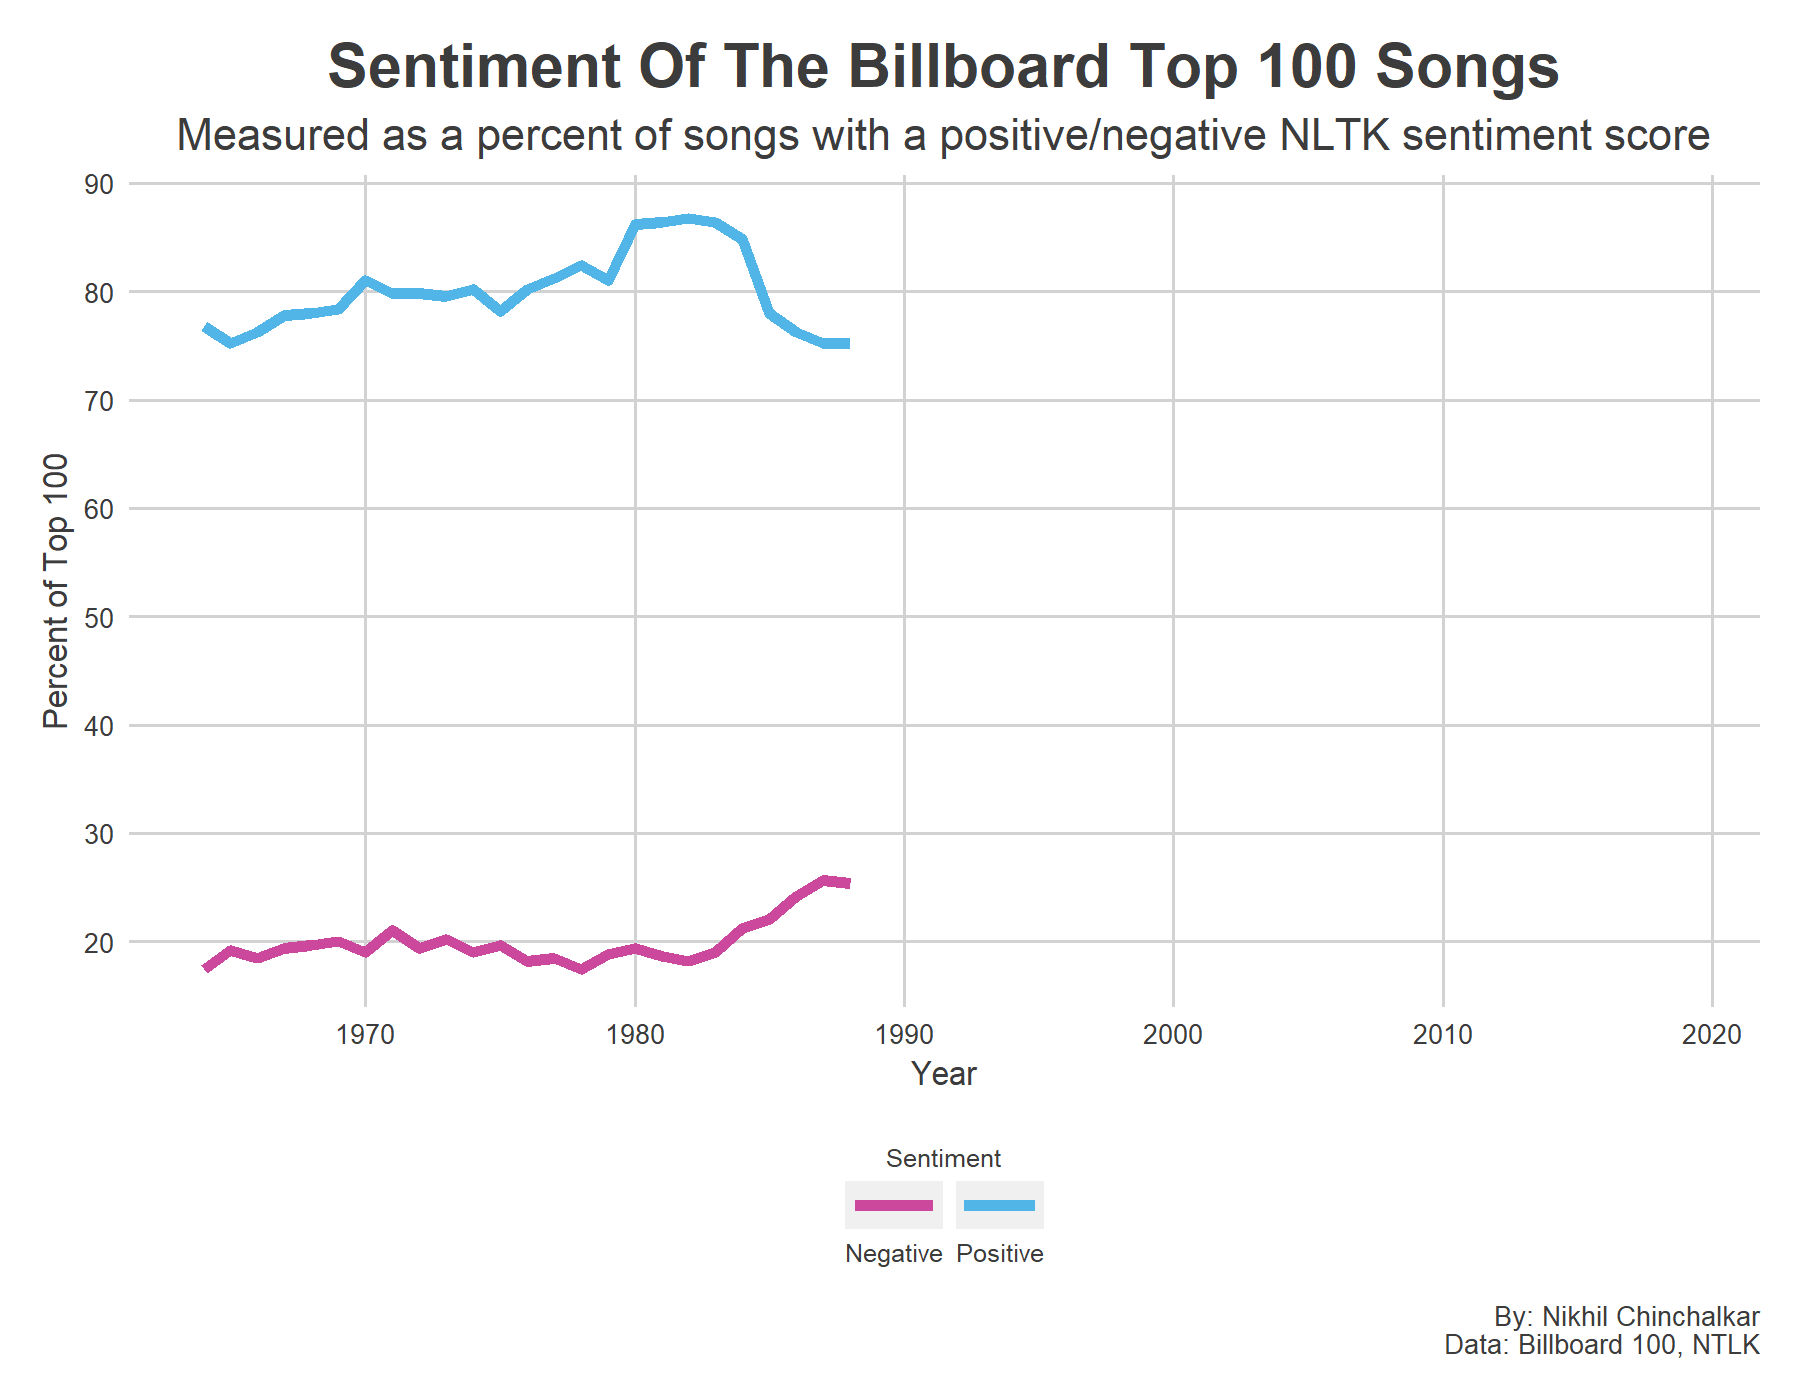 Sentiment Of The Billboard Top 100 Songs
Measured as a percent of songs with a positive/negative NLTK sentiment score
90
80
70
60
50
40
30
20
Percent of Top 100
1970 1980 1990 2000 2010 2020
Year
Sentiment
Negative Positive
By: Nikhil Chinchalkar
Data: Billboard 100, NTLK